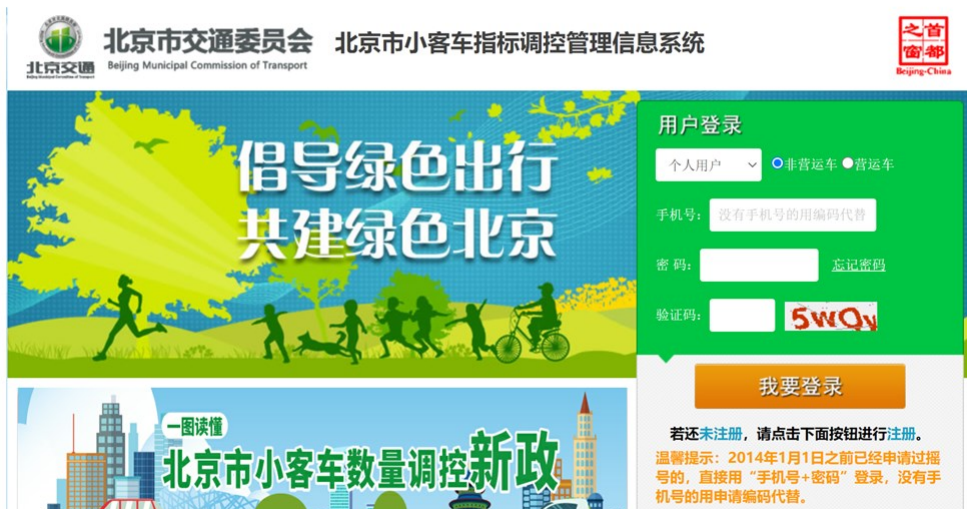 北京市交通委员会
Beijing Municipal Commission of Transport
北京市小客车指标调控管理信息系统
北京交通
首都之窗
Beijing-China
倡导绿色出行
共建绿色北京
用户登录
个人用户 非营运车 营运车
手机号: 没有手机号的用编码代替
密 码: 忘记密码
验证码: 5wQv
我要登录
若还未注册，请点击下面按钮进行注册。
温馨提示：2014年1月1日之前已经申请过摇
号的，直接用“手机号+密码”登录，没有手
机号的用申请编码代替。
一图读懂
北京市小客车数量调控新政